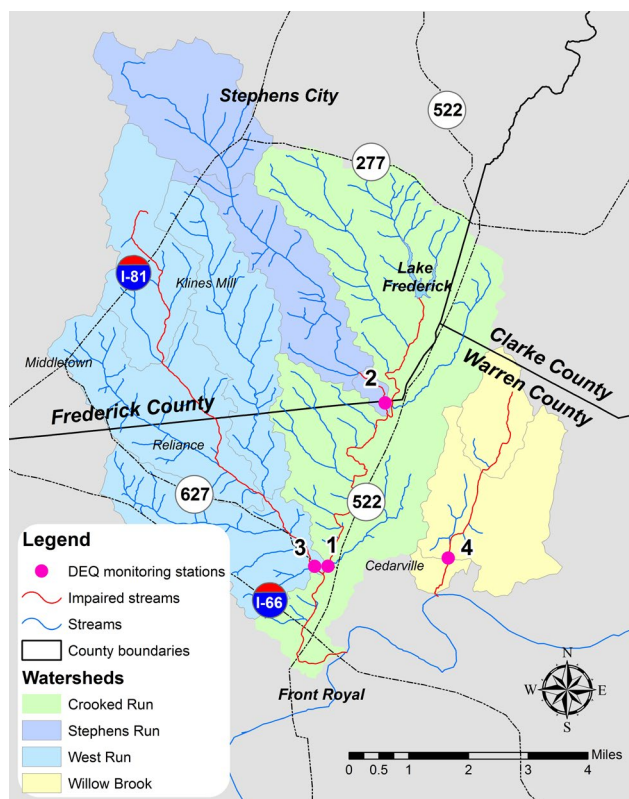 Stephens City
522
277
I-81
Klines Mill
Lake
Frederick
Middletown
2
Clarke County
Warren County
Frederick County
Reliance
627
522
3
1
4
Cedarville
I-66
Front Royal
Legend
DEQ monitoring stations
Impaired streams
Streams
County boundaries
Watersheds
Crooked Run
Stephens Run
West Run
Willow Brook
N
W
E
S
Miles
0 0.5 1 2 3 4